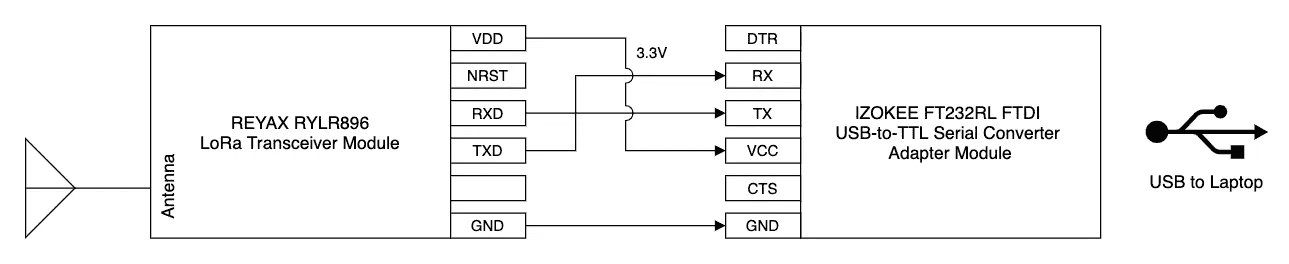 REYAX RYLR896
LoRa Transceiver Module
Antenna
VDD
NRST
RXD
TXD
GND
3.3V
DTR
RX
TX
VCC
CTS
GND
IZOKEE FT232RL FTDI
USB-to-TTL Serial Converter
Adapter Module
USB to Laptop